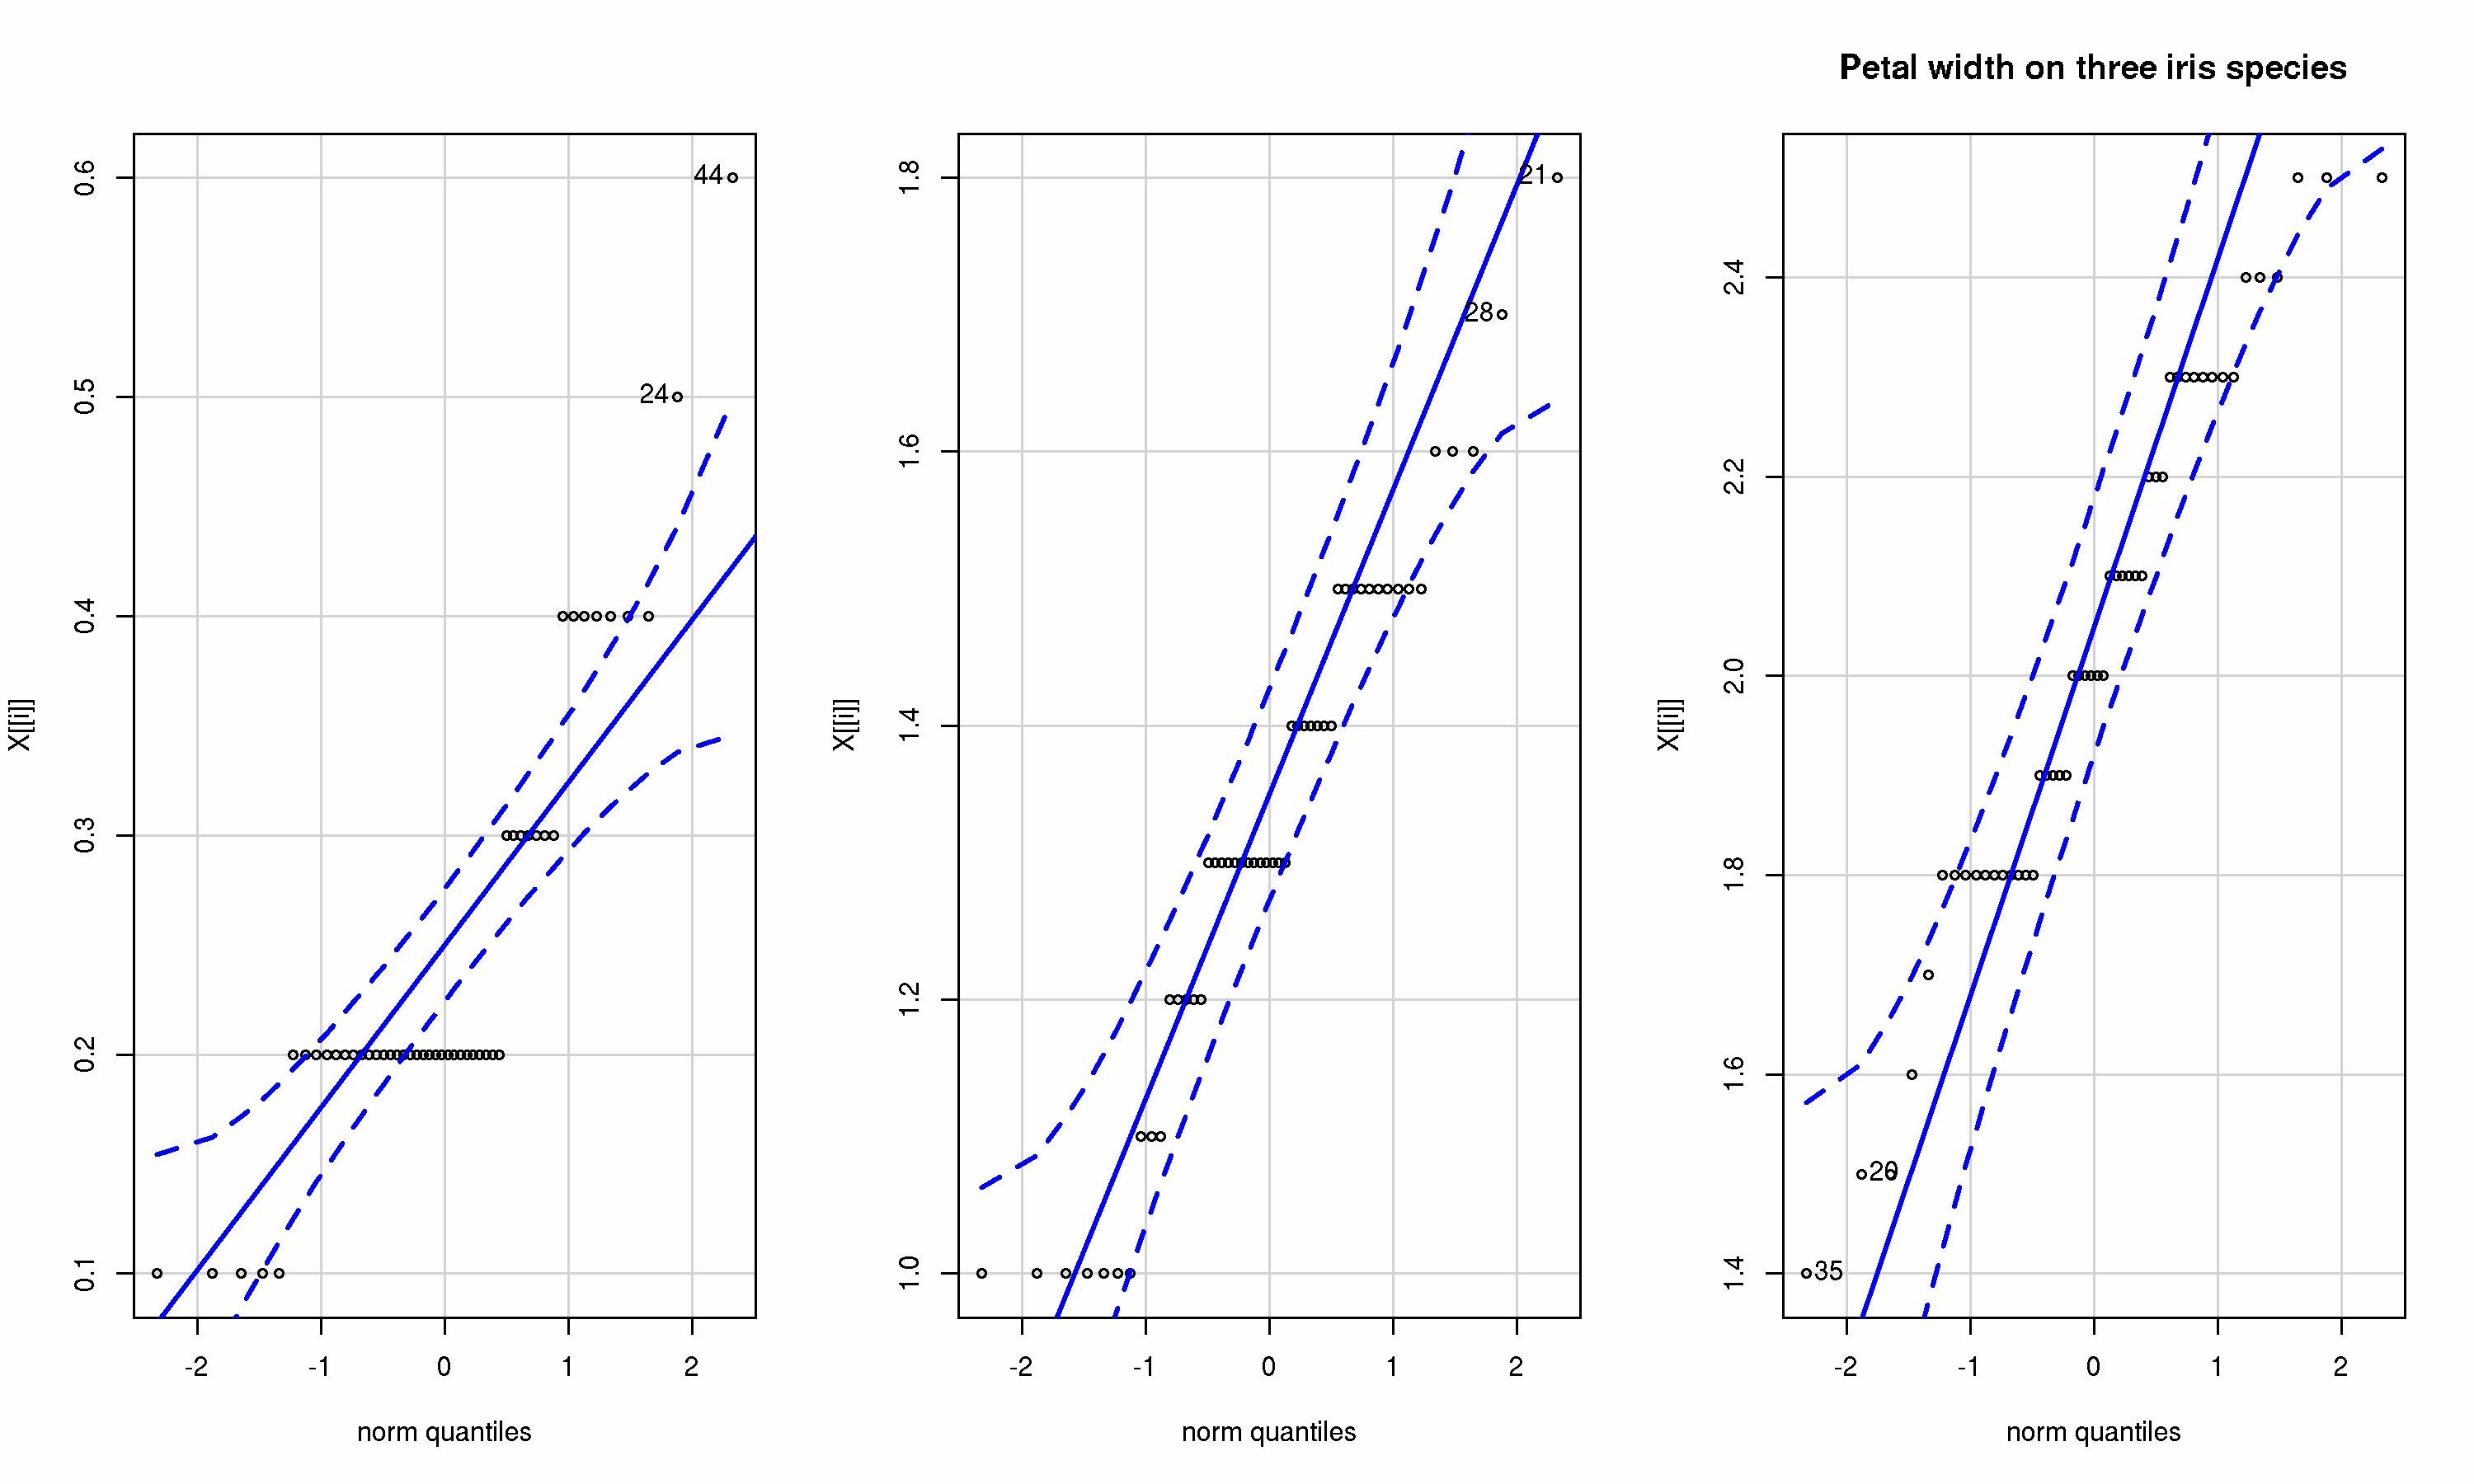 Petal width on three iris species
X[[i]]
0.6
0.5
0.4
0.3
0.2
0.1
44
24
-2 -1 0 1 2
norm quantiles
X[[i]]
1.8
1.6
1.4
1.2
1.0
21
28
-2 -1 0 1 2
norm quantiles
X[[i]]
2.4
2.2
2.0
1.8
1.6
1.4
20
35
-2 -1 0 1 2
norm quantiles